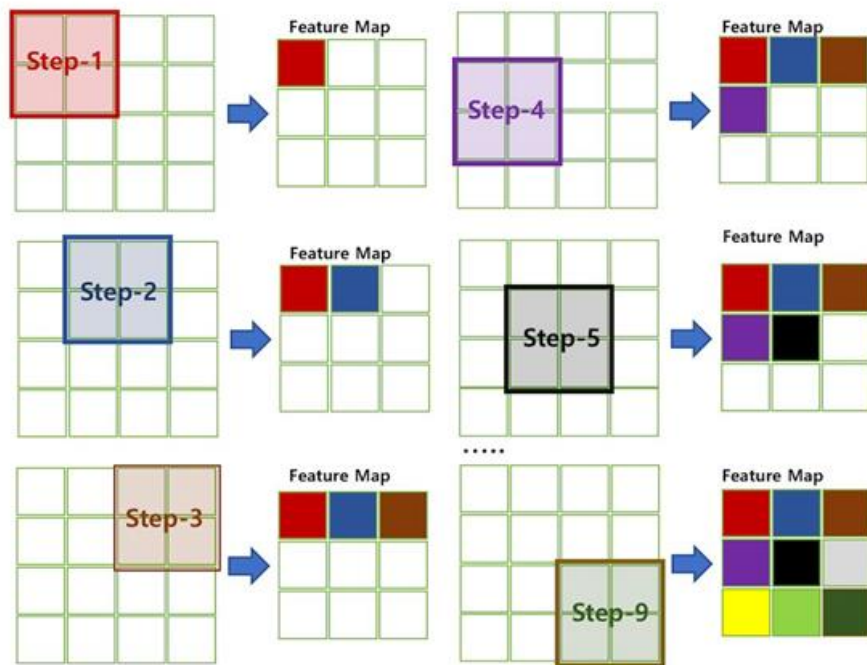 Feature Map
Step-1
Feature Map
Step-4
Feature Map
Step-2
Feature Map
Step-5
.....
Feature Map
Step-3
Feature Map
Step-9